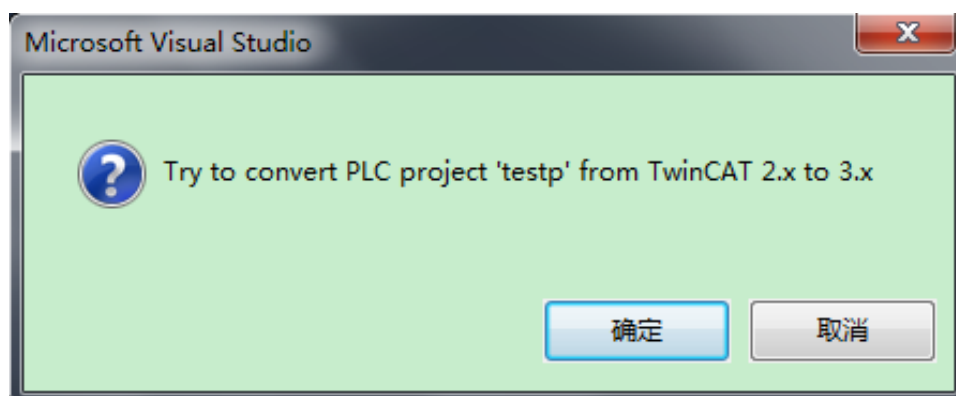 Microsoft Visual Studio
Try to convert PLC project 'testp' from TwinCAT 2.x to 3.x
确定
取消